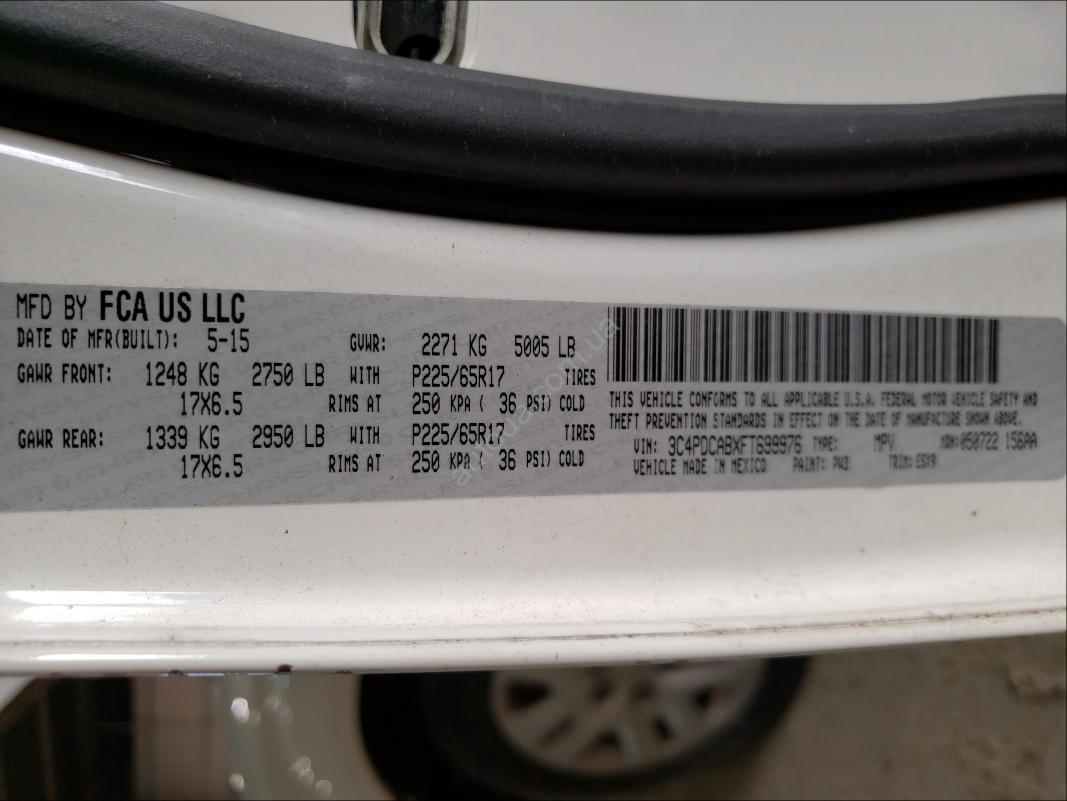 MFD BY FCA US LLC
DATE OF MFR(BUILT): 5-15 GVWR: 2271 KG 5005 LB
GAWR FRONT: 1248 KG 2750 LB WITH P225/65R17 TIRES
17X6.5 RIMS AT 250 KPA ( 36 PSI) COLD
GAWR REAR: 1339 KG 2950 LB WITH P225/65R17 TIRES
17X6.5 RIMS AT 250 KPA ( 36 PSI) COLD
THIS VEHICLE CONFORMS TO ALL APPLICABLE U.S.A. FEDERAL MOTOR VEHICLE SAFETY AND
THEFT PREVENTION STANDARDS IN EFFECT ON THE DATE OF MANUFACTURE SHOWN ABOVE.
VIN: 3C4PDCABXFT699976 TYPE: MPV MDH:050722 156AA
VEHICLE MADE IN MEXICO PAINT: PW3 TRIM: E5X9